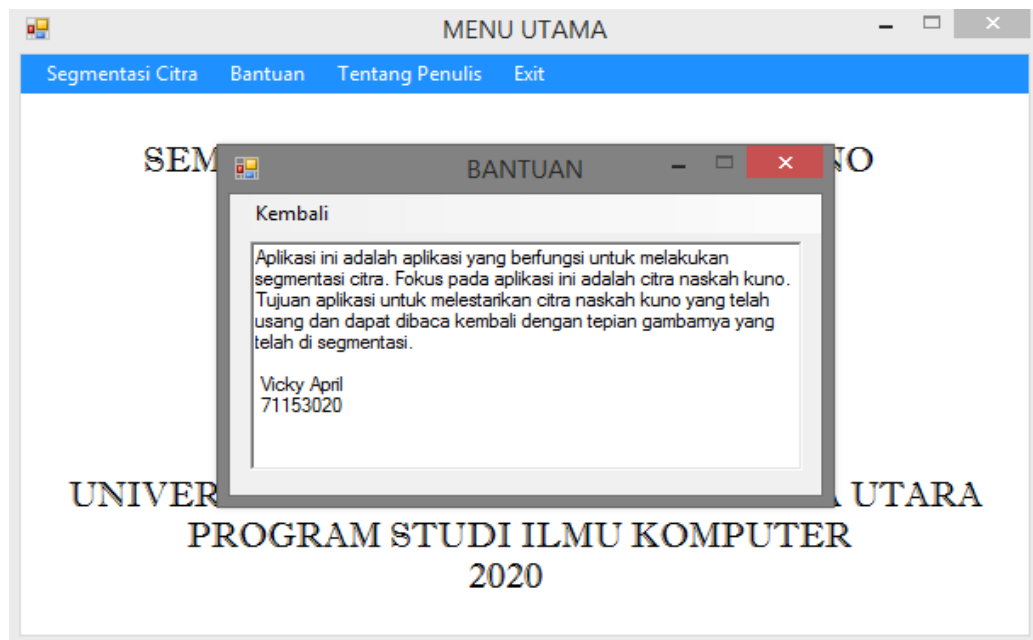 MENU UTAMA
Segmentasi Citra Bantuan Tentang Penulis Exit
BANTUAN
Kembali
Aplikasi ini adalah aplikasi yang berfungsi untuk melakukan
segmentasi citra. Fokus pada aplikasi ini adalah citra naskah kuno.
Tujuan aplikasi untuk melestarikan citra naskah kuno yang telah
usang dan dapat dibaca kembali dengan tepian gambarnya yang
telah di segmentasi.
Vicky April
71153020
UTARA
PROGRAM STUDI ILMU KOMPUTER
2020